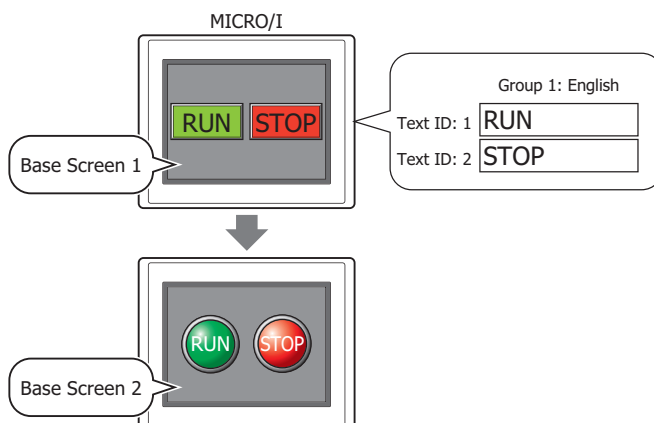 MICRO/I
RUN STOP
Base Screen 1
Group 1: English
Text ID: 1 RUN
Text ID: 2 STOP
RUN STOP
Base Screen 2